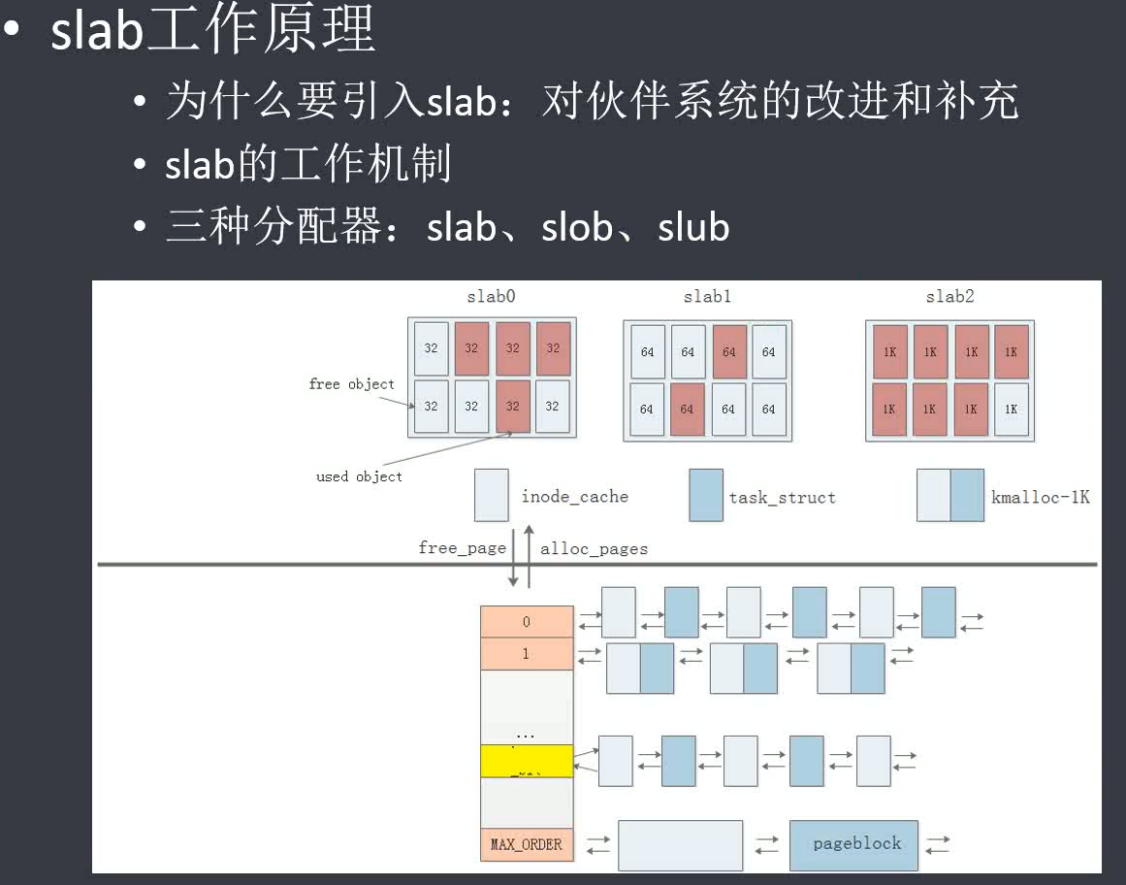 • slab工作原理
• 为什么要引入slab：对伙伴系统的改进和补充
• slab的工作机制
• 三种分配器：slab、slob、slub
slab0 slab1 slab2
32 32 32 32 64 64 64 64 1K 1K 1K 1K
free object
32 32 32 32 64 64 64 64 1K 1K 1K 1K
used object
inode_cache task_struct kmalloc-1K
free_page alloc_pages
0
1
...
MAX_ORDER pageblock